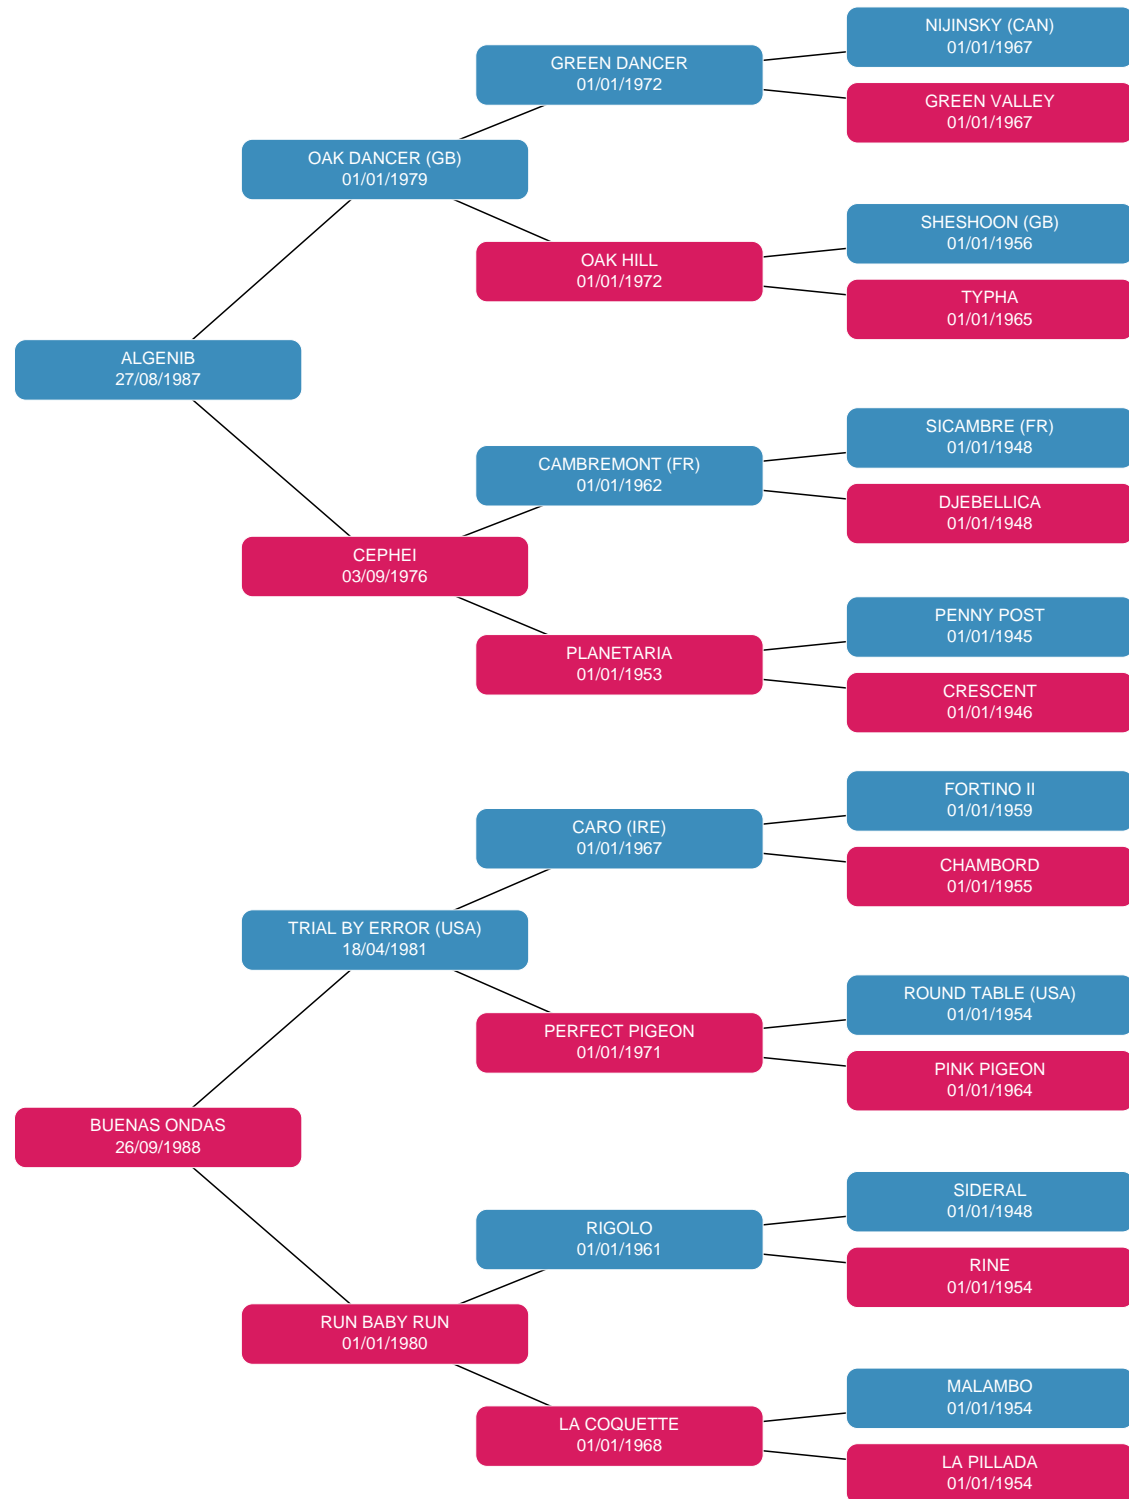 NIJINSKY (CAN)
01/01/1967
GREEN DANCER
01/01/1972
GREEN VALLEY
01/01/1967
OAK DANCER (GB)
01/01/1979
SHESHOON (GB)
01/01/1956
OAK HILL
01/01/1972
TYPHA
01/01/1965
ALGENIB
27/08/1987
SICAMBRE (FR)
01/01/1948
CAMBREMONT (FR)
01/01/1962
DJEBELLICA
01/01/1948
CEPHEI
03/09/1976
PENNY POST
01/01/1945
PLANETARIA
01/01/1953
CRESCENT
01/01/1946
FORTINO II
01/01/1959
CARO (IRE)
01/01/1967
CHAMBORD
01/01/1955
TRIAL BY ERROR (USA)
18/04/1981
ROUND TABLE (USA)
01/01/1954
PERFECT PIGEON
01/01/1971
PINK PIGEON
01/01/1964
BUENAS ONDAS
26/09/1988
SIDERAL
01/01/1948
RIGOLO
01/01/1961
RINE
01/01/1954
RUN BABY RUN
01/01/1980
MALAMBO
01/01/1954
LA COQUETTE
01/01/1968
LA PILLADA
01/01/1954